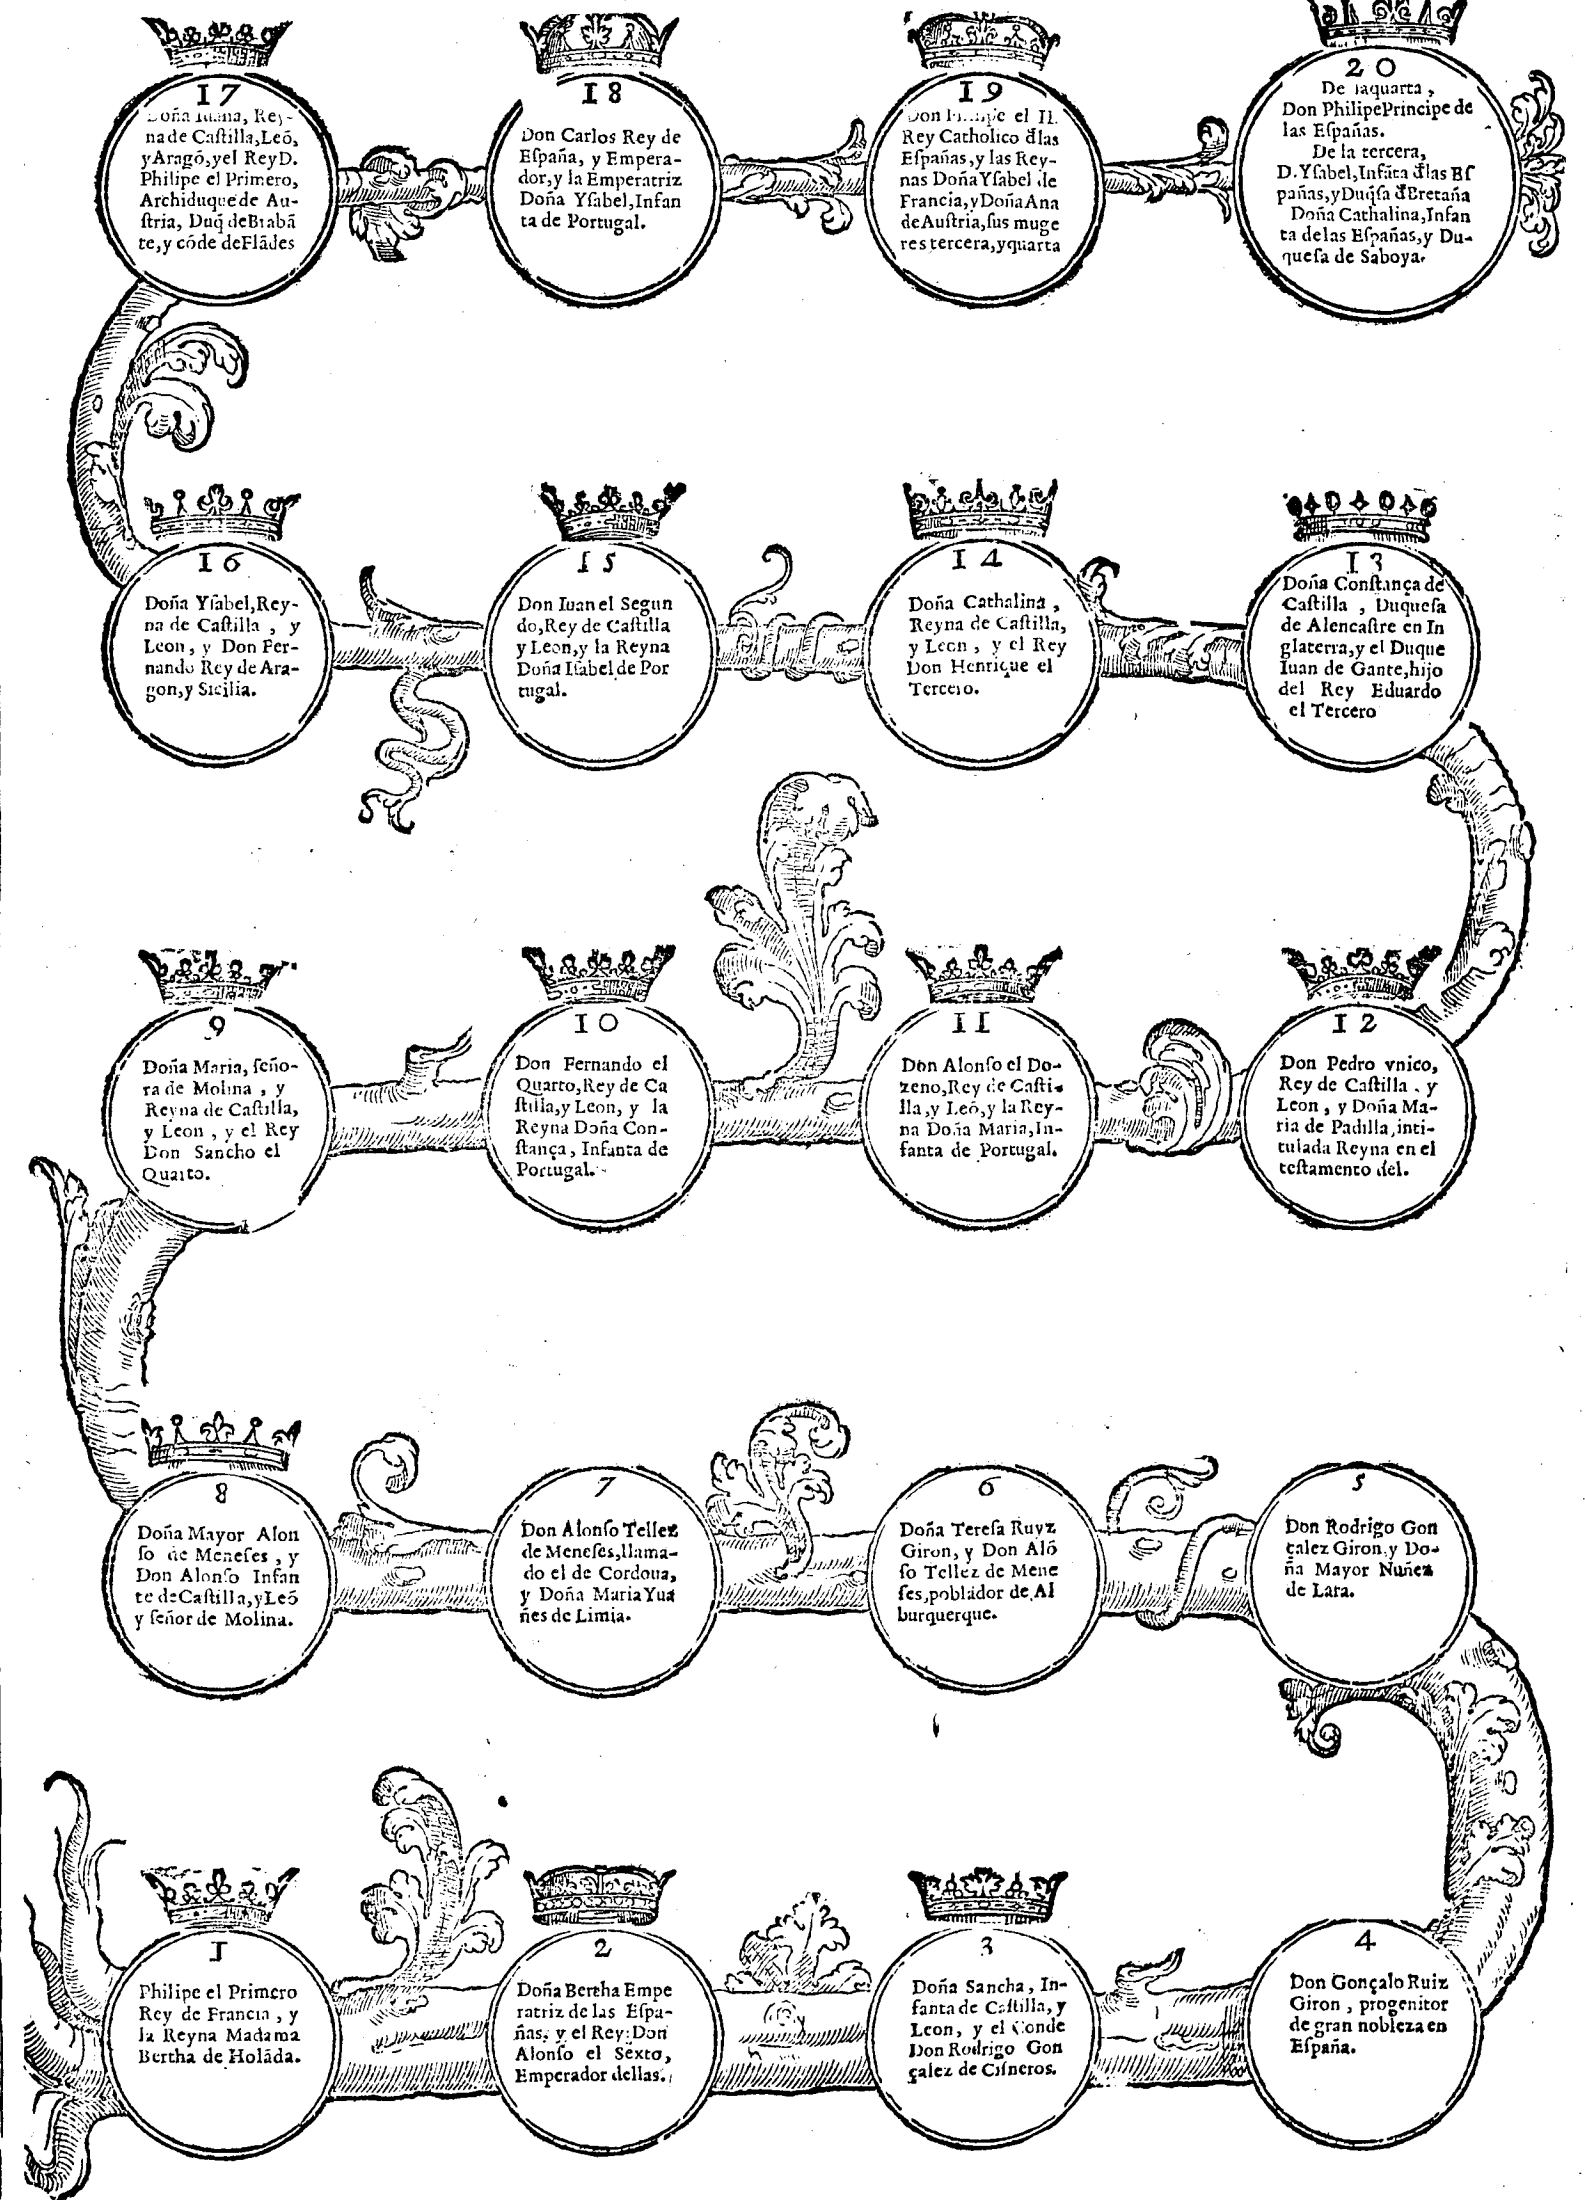 17
Doña Iuana, Rey-
na de Castilla, Leõ,
y Aragõ, y el Rey D.
Philipe el Primero,
Archiduque de Au-
stria, Duq̃ de Brabã
te, y cõde de Flãdes
18
Don Carlos Rey de
España, y Empera-
dor, y la Emperatriz
Doña Ysabel, Infan
ta de Portugal.
19
Don Philipe el II.
Rey Catholico d̃las
Españas, y las Rey-
nas Doña Ysabel de
Francia, y Doña Ana
de Austria, sus muge
res tercera, y quarta
20
De la quarta,
Don Philipe Principe de
las Españas.
De la tercera,
D. Ysabel, Infãta d̃las Es
pañas, y Duq̃sa d̃ Bretaña
Doña Cathalina, Infan
ta de las Españas, y Du-
quesa de Saboya.
16
Doña Ysabel, Rey-
na de Castilla, y
Leon, y Don Fer-
nando Rey de Ara-
gon, y Sicilia.
15
Don Iuan el Segun
do, Rey de Castilla
y Leon, y la Reyna
Doña Isabel de Por
tugal.
14
Doña Cathalina,
Reyna de Castilla,
y Leon, y el Rey
Don Henrique el
Tercero.
13
Doña Constança de
Castilla, Duquesa
de Alencastre en In
glaterra, y el Duque
Iuan de Gante, hijo
del Rey Eduardo
el Tercero
9
Doña Maria, seño-
ra de Molina, y
Reyna de Castilla,
y Leon, y el Rey
Don Sancho el
Quarto.
10
Don Fernando el
Quarto, Rey de Ca
stilla, y Leon, y la
Reyna Doña Con-
stança, Infanta de
Portugal.
11
Don Alonso el Do-
zeno, Rey de Casti-
lla, y Leõ, y la Rey-
na Doña Maria, In-
fanta de Portugal.
12
Don Pedro vnico,
Rey de Castilla, y
Leon, y Doña Ma-
ria de Padilla, inti-
tulada Reyna en el
testamento del.
8
Doña Mayor Alon
so de Meneses, y
Don Alonso Infan
te de Castilla, y Leõ
y señor de Molina.
7
Don Alonso Tellez
de Meneses, llama-
do el de Cordoua,
y Doña Maria Yua
ñes de Limia.
6
Doña Teresa Ruyz
Giron, y Don Alõ
so Tellez de Mene
ses, poblador de Al
burquerque.
5
Don Rodrigo Gon
çalez Giron, y Do-
ña Mayor Nuñez
de Lara.
1
Philipe el Primero
Rey de Francia, y
la Reyna Madama
Bertha de Holãda.
2
Doña Bertha Empe
ratriz de las Espa-
ñas, y el Rey Don
Alonso el Sexto,
Emperador dellas.
3
Doña Sancha, In-
fanta de Castilla, y
Leon, y el Conde
Don Rodrigo Gon
çalez de Cisneros.
4
Don Gonçalo Ruiz
Giron, progenitor
de gran nobleza en
España.